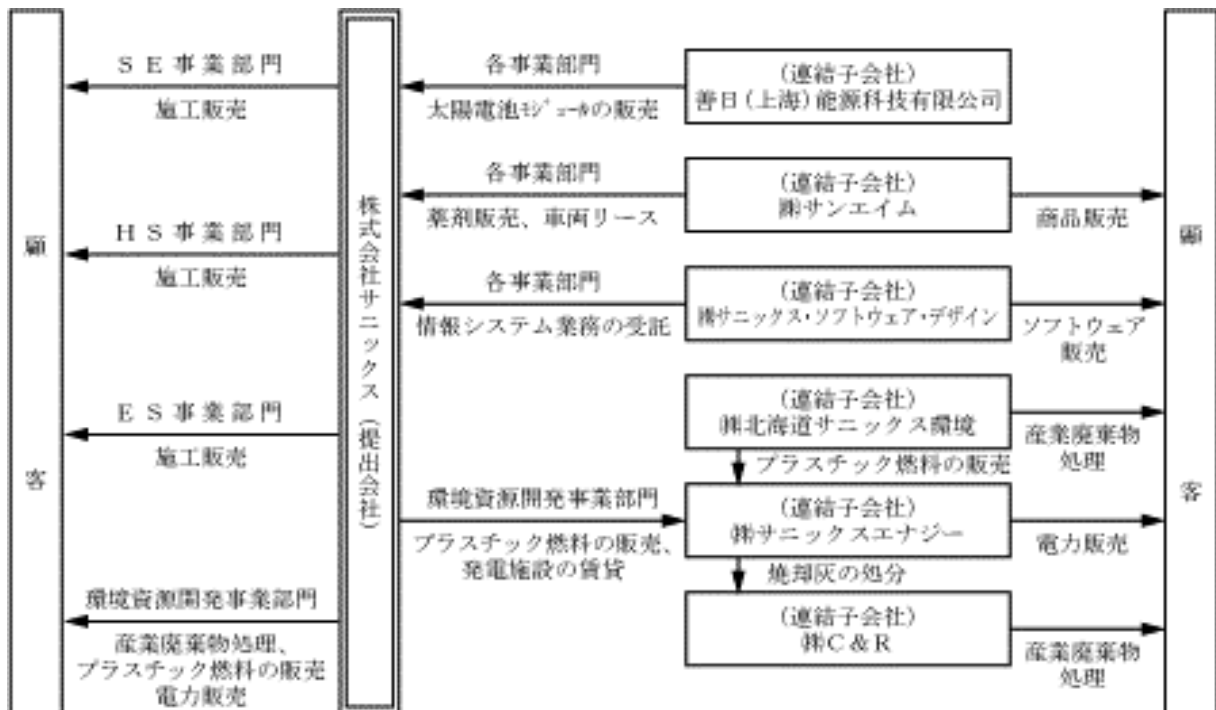 顧客
SE事業部門
施工販売
HS事業部門
施工販売
ES事業部門
施工販売
環境資源開発事業部門
産業廃棄物処理、
プラスチック燃料の販売
電力販売
株式会社サニックス(提出会社)
各事業部門
太陽電池ﾓｼﾞｭｰﾙの販売
各事業部門
薬剤販売、車両リース
各事業部門
情報システム業務の受託
環境資源開発事業部門
プラスチック燃料の販売、
発電施設の賃貸
(連結子会社)
善日(上海)能源科技有限公司
(連結子会社)
㈱サンエイム
商品販売
(連結子会社)
㈱サニックス・ソフトウェア・デザイン
ソフトウェア
販売
(連結子会社)
㈱北海道サニックス環境
産業廃棄物
処理
プラスチック燃料の販売
(連結子会社)
㈱サニックスエナジー
電力販売
焼却灰の処分
(連結子会社)
㈱C&R
産業廃棄物
処理
顧客